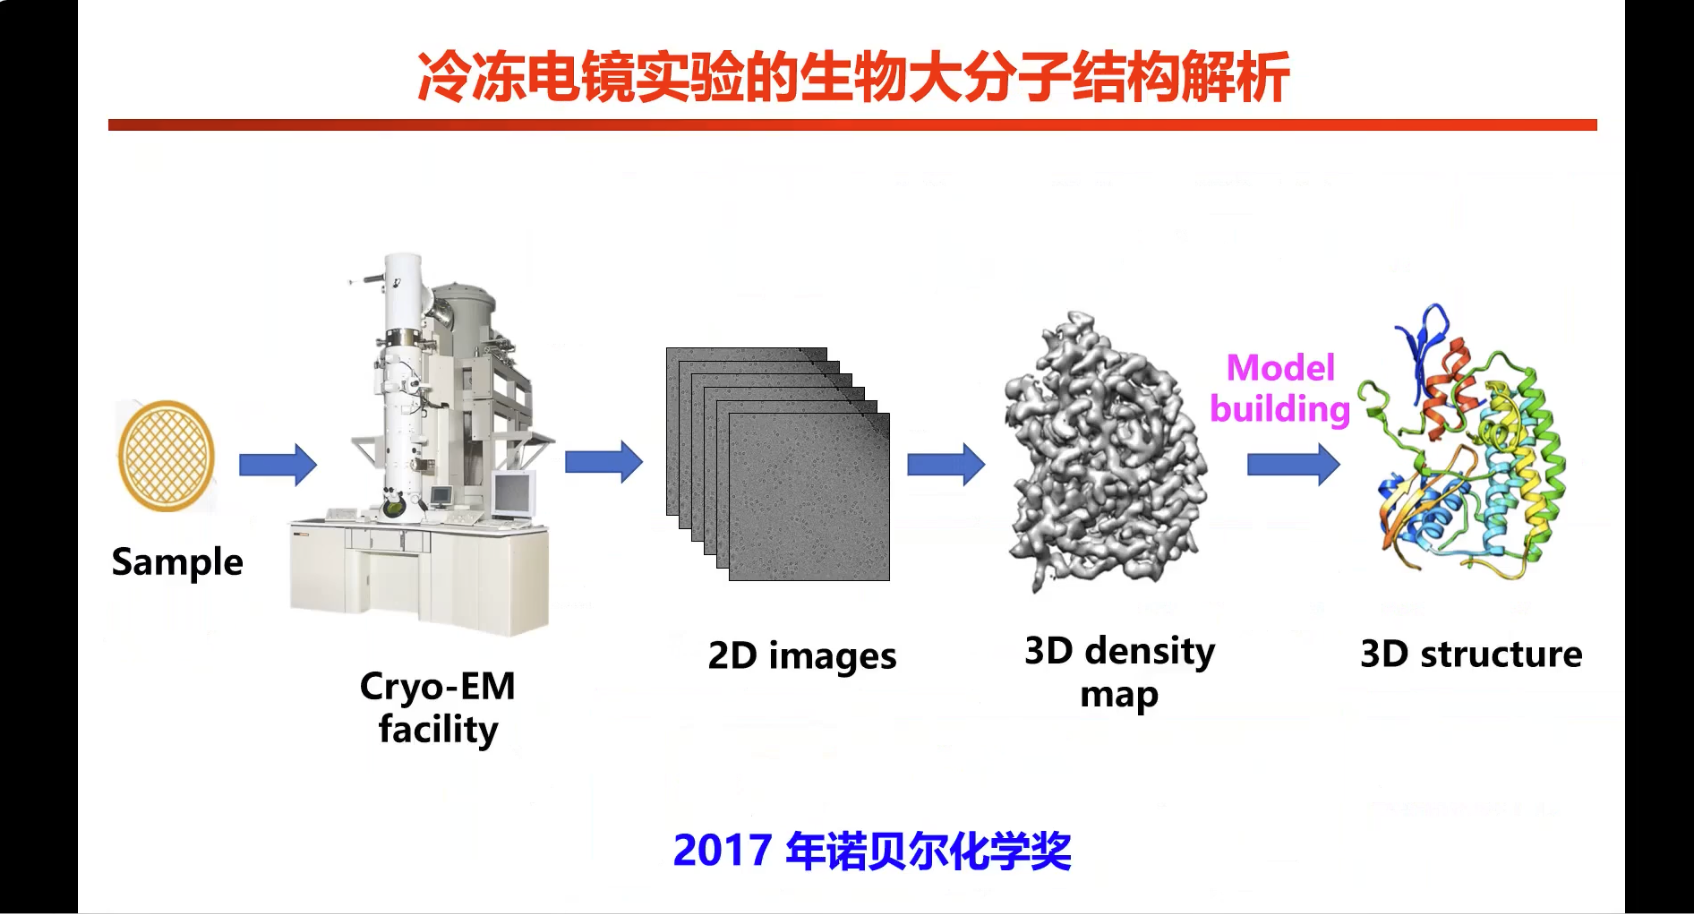 冷冻电镜实验的生物大分子结构解析
Model
building
Sample
Cryo-EM
facility
2D images
3D density
map
3D structure
2017 年诺贝尔化学奖